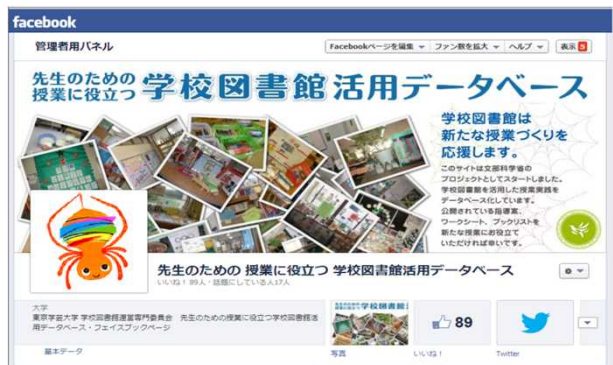 facebook
管理者用パネル
Facebookページを編集
ファン数を拡大
ヘルプ
表示 5
先生のための
授業に役立つ
学校図書館活用データベース
学校図書館は
新たな授業づくりを
応援します。
このサイトは文部科学省の
プロジェクトとしてスタートしました。
学校図書館を活用した授業実践を
データベース化しています。
公開されている指導案、
ワークシート、ブックリストを
新たな授業にお役立て
いただければ幸いです。
先生のための 授業に役立つ 学校図書館活用データベース
いいね！ 89人・話題にしている人17人
大学
東京学芸大学 学校図書館運営専門委員会　先生のための授業に役立つ学校図書館活
用データベース・フェイスブックページ
学校図書館
89
基本データ
写真
いいね！
Twitter